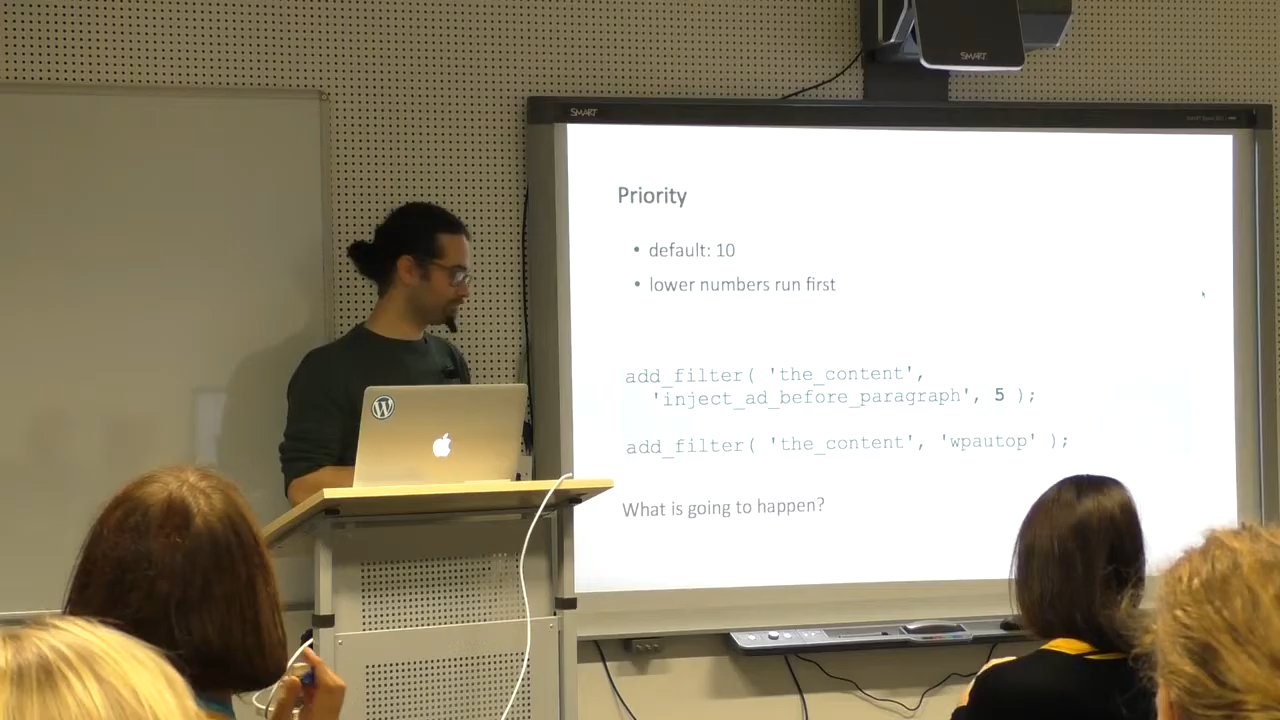 SMART
SMART
Priority
• default: 10
• lower numbers run first
add_filter( 'the_content',
'inject_ad_before_paragraph', 5 );
add_filter( 'the_content', 'wpautop' );
What is going to happen?